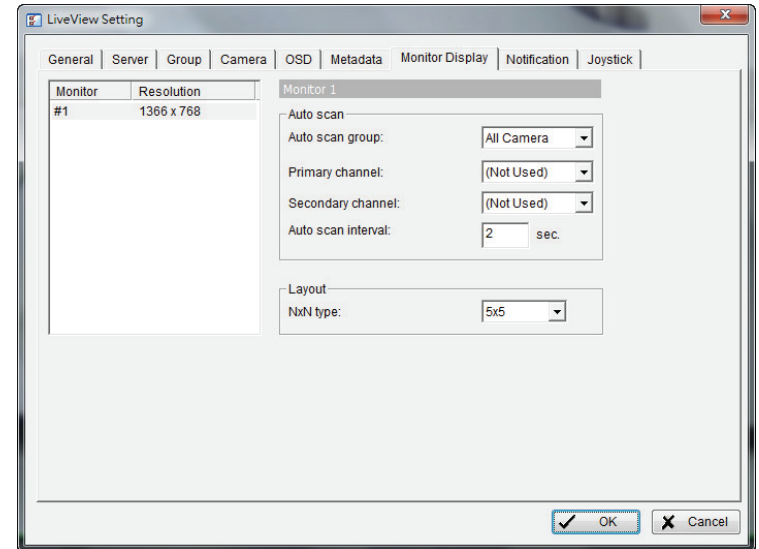 LiveView Setting
General Server Group Camera OSD Metadata Monitor Display Notification Joystick
Monitor Resolution
#1 1366 x 768
Monitor 1
Auto scan
Auto scan group: All Camera
Primary channel: (Not Used)
Secondary channel: (Not Used)
Auto scan interval: 2 sec.
Layout
NxN type: 5x5
OK Cancel